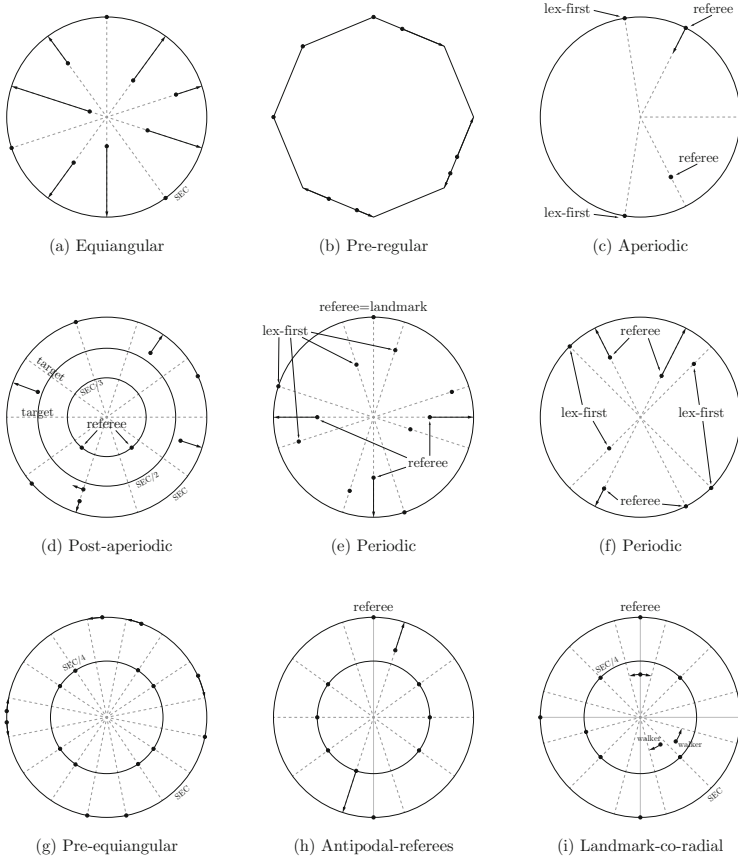 SEC
(a) Equiangular
(b) Pre-regular
lex-first
referee
referee
lex-first
(c) Aperiodic
target
target
SEC/3
referee
SEC/2
SEC
(d) Post-aperiodic
referee=landmark
lex-first
referee
(e) Periodic
referee
lex-first
lex-first
referee
(f) Periodic
SEC/4
SEC
(g) Pre-equiangular
referee
SEC/4
(h) Antipodal-referees
referee
SEC/4
walker
walker
SEC
(i) Landmark-co-radial